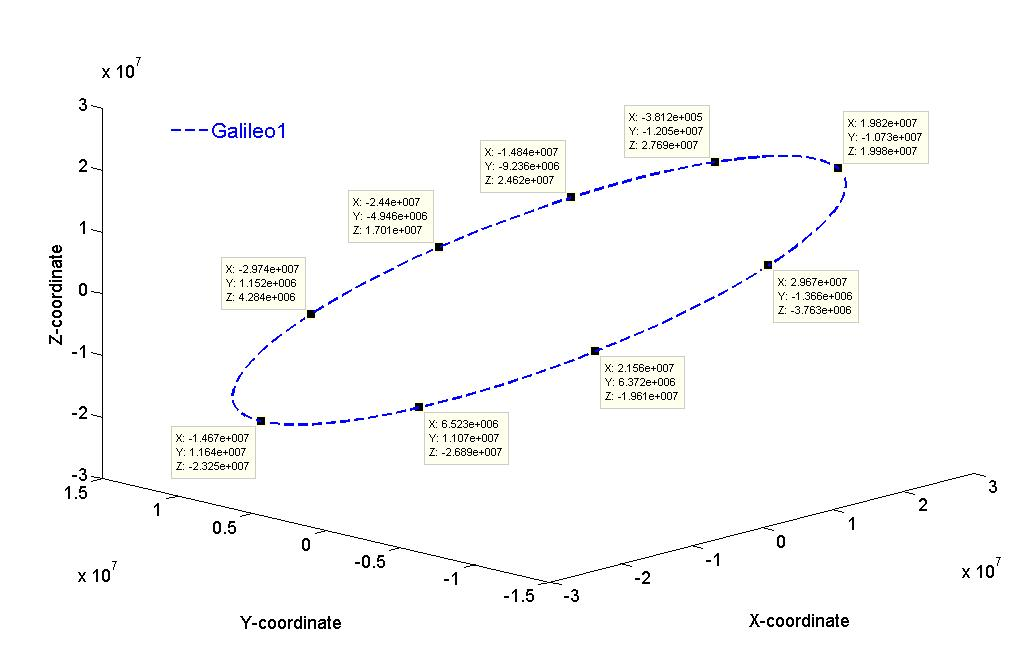 x 10^7
3
2
1
0
-1
-2
-3
Z-coordinate
Galileo1
X: -3.812e+005
Y: -1.205e+007
Z: 2.769e+007
X: 1.982e+007
Y: -1.073e+007
Z: 1.998e+007
X: -1.484e+007
Y: -9.236e+006
Z: 2.462e+007
X: -2.44e+007
Y: -4.946e+006
Z: 1.701e+007
X: -2.974e+007
Y: 1.152e+006
Z: 4.284e+006
X: 2.967e+007
Y: -1.366e+006
Z: -3.763e+006
X: 2.156e+007
Y: 6.372e+006
Z: -1.961e+007
X: 6.523e+006
Y: 1.107e+007
Z: -2.689e+007
X: -1.467e+007
Y: 1.164e+007
Z: -2.325e+007
1.5
1
0.5
0
-0.5
-1
-1.5
x 10^7
Y-coordinate
-3
-2
-1
0
1
2
3
x 10^7
X-coordinate